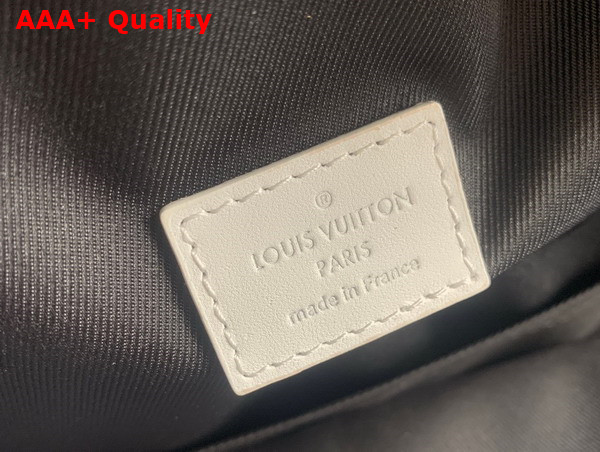 AAA+ Quality
®
LOUIS VUITTON
PARIS
made in France